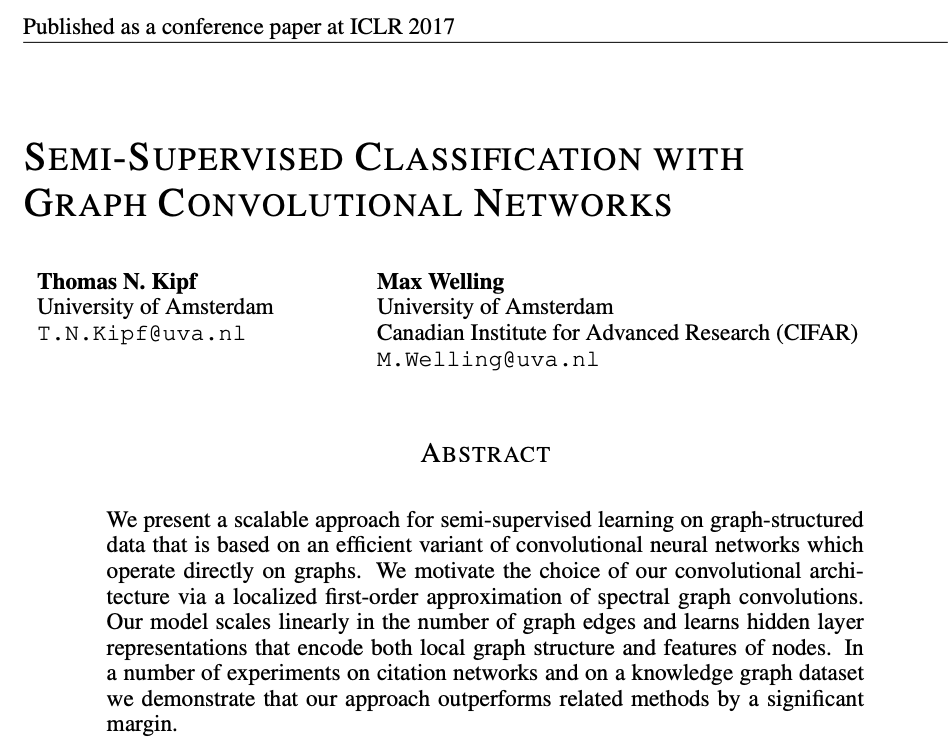 Published as a conference paper at ICLR 2017
SEMI-SUPERVISED CLASSIFICATION WITH
GRAPH CONVOLUTIONAL NETWORKS
Thomas N. Kipf
University of Amsterdam
T.N.Kipf@uva.nl
Max Welling
University of Amsterdam
Canadian Institute for Advanced Research (CIFAR)
M.Welling@uva.nl
ABSTRACT
We present a scalable approach for semi-supervised learning on graph-structured
data that is based on an efficient variant of convolutional neural networks which
operate directly on graphs. We motivate the choice of our convolutional archi-
tecture via a localized first-order approximation of spectral graph convolutions.
Our model scales linearly in the number of graph edges and learns hidden layer
representations that encode both local graph structure and features of nodes. In
a number of experiments on citation networks and on a knowledge graph dataset
we demonstrate that our approach outperforms related methods by a significant
margin.